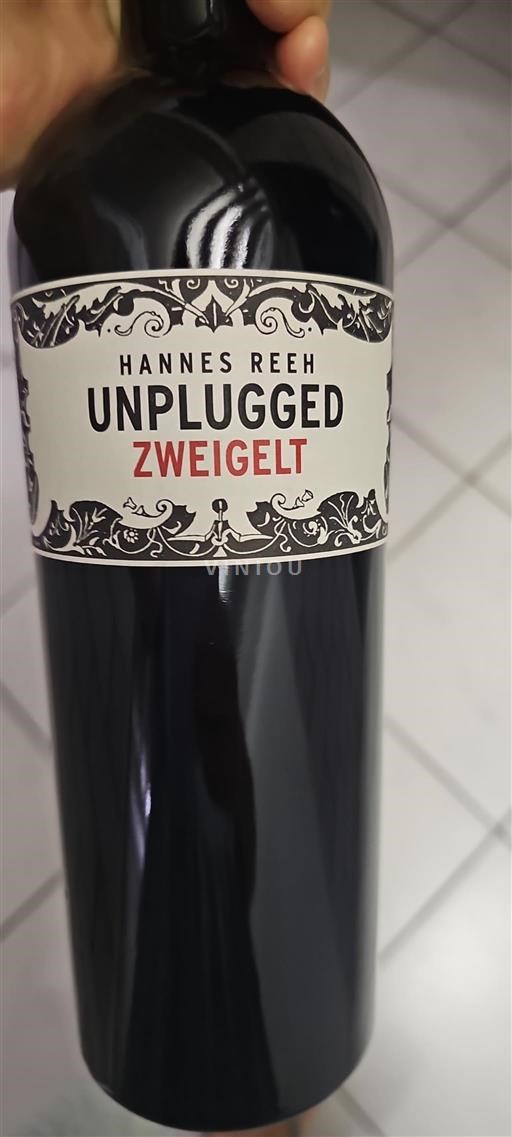 HANNES REEH
UNPLUGGED
ZWEIGELT
VINIOU